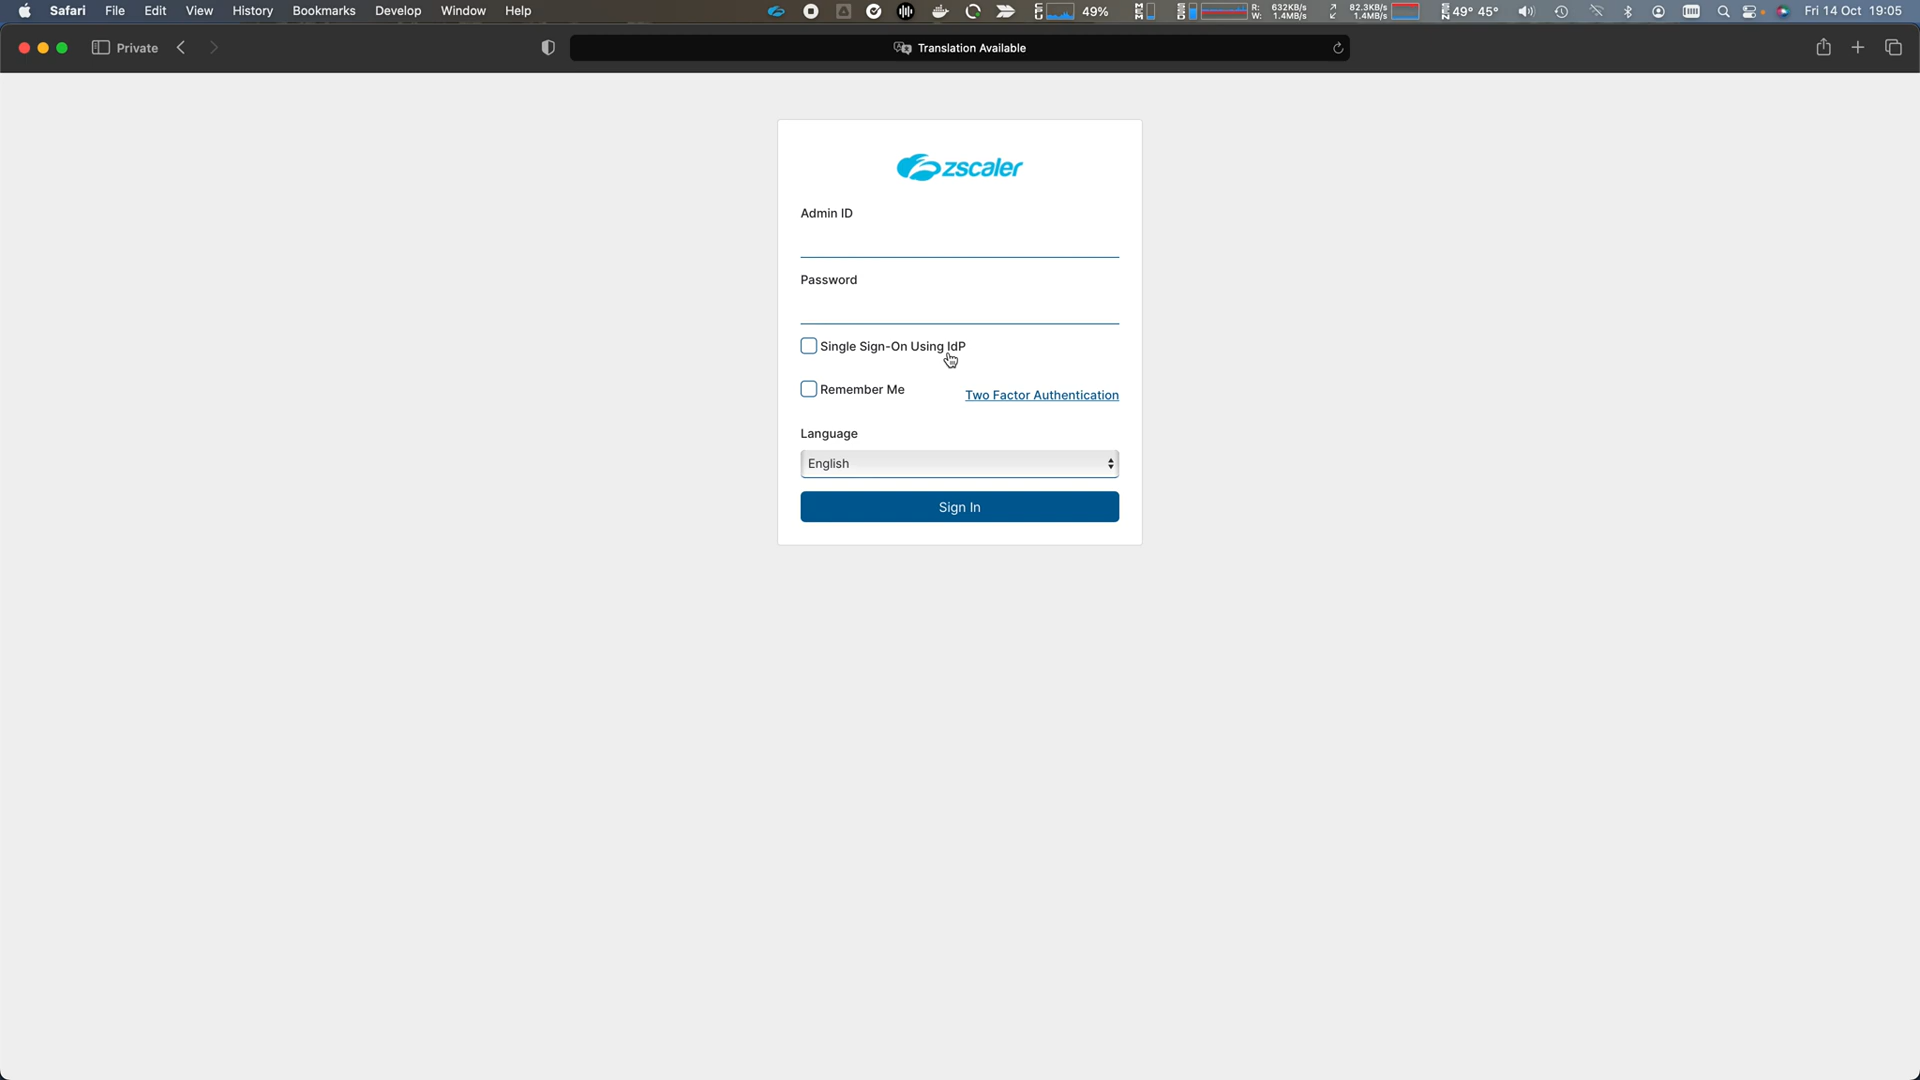 Safari File Edit View History Bookmarks Develop Window Help 49% R: 632KB/s 82.3KB/s 49° 45° Fri 14 Oct 19:05
W: 1.4MB/s 1.4MB/s
Private Translation Available
zscaler
Admin ID
Password
Single Sign-On Using IdP
Remember Me Two Factor Authentication
Language
English
Sign In